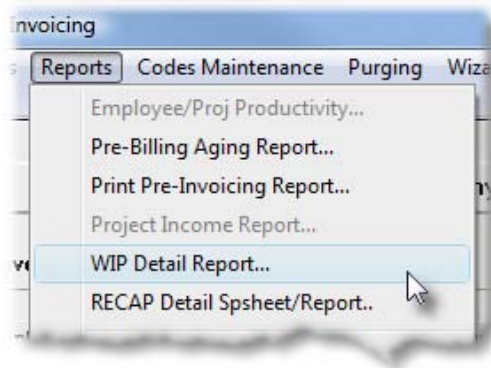 Invoicing
Reports Codes Maintenance Purging
Employee/Proj Productivity...
Pre-Billing Aging Report...
Print Pre-Invoicing Report...
Project Income Report...
WIP Detail Report...
RECAP Detail Spsheet/Report..